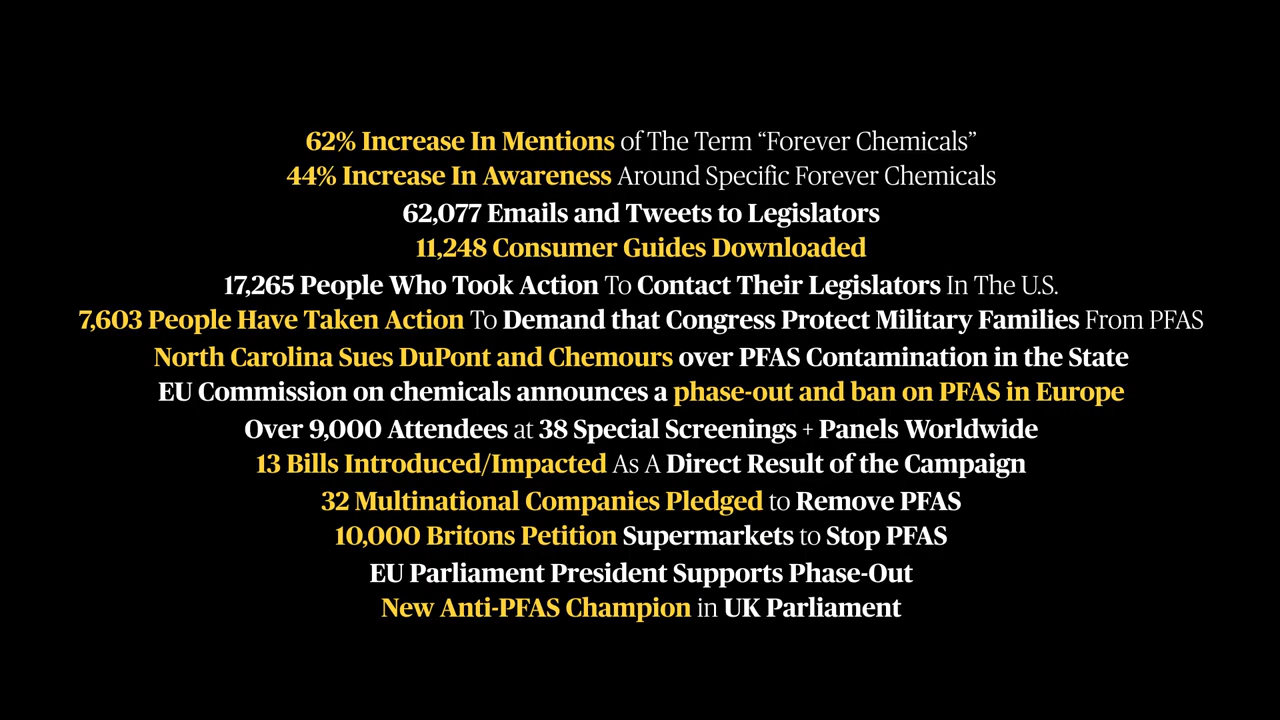 62% Increase In Mentions of The Term “Forever Chemicals”
44% Increase In Awareness Around Specific Forever Chemicals
62,077 Emails and Tweets to Legislators
11,248 Consumer Guides Downloaded
17,265 People Who Took Action To Contact Their Legislators In The U.S.
7,603 People Have Taken Action To Demand that Congress Protect Military Families From PFAS
North Carolina Sues DuPont and Chemours over PFAS Contamination in the State
EU Commission on chemicals announces a phase-out and ban on PFAS in Europe
Over 9,000 Attendees at 38 Special Screenings + Panels Worldwide
13 Bills Introduced/Impacted As A Direct Result of the Campaign
32 Multinational Companies Pledged to Remove PFAS
10,000 Britons Petition Supermarkets to Stop PFAS
EU Parliament President Supports Phase-Out
New Anti-PFAS Champion in UK Parliament